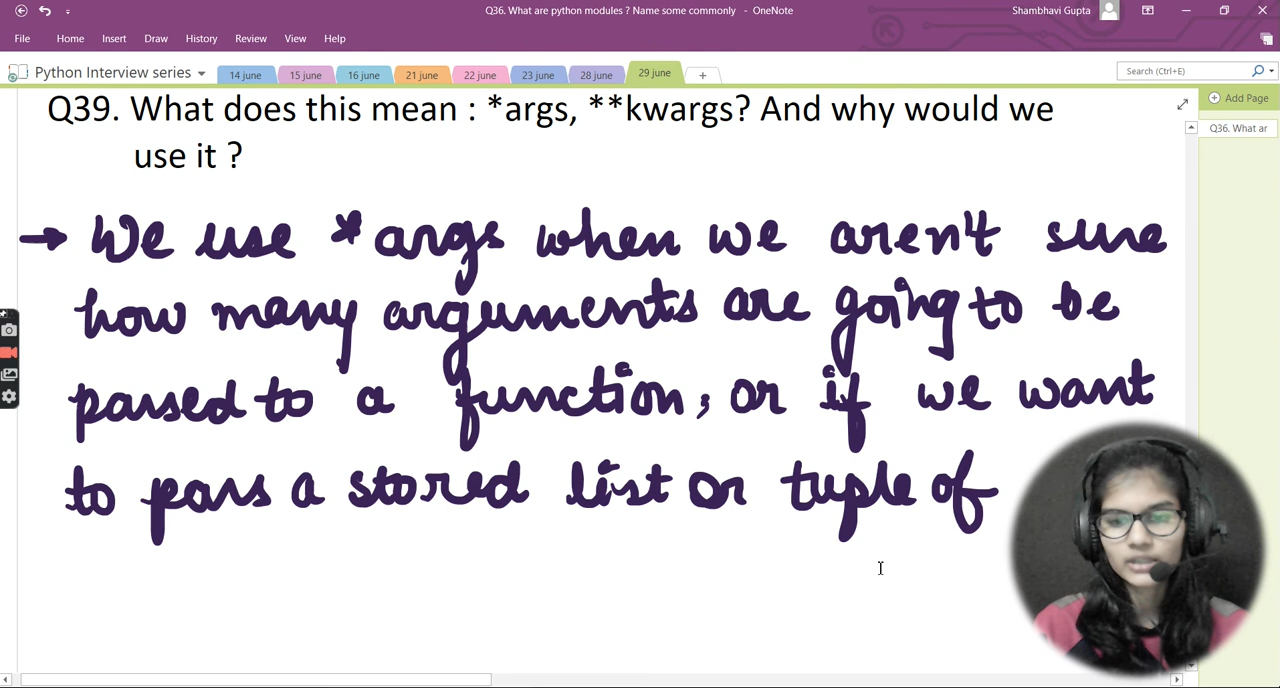 Q36. What are python modules ? Name some commonly - OneNote
Shambhavi Gupta
File Home Insert Draw History Review View Help
Python Interview series
14 june 15 june 16 june 21 june 22 june 23 june 28 june 29 june
Search (Ctrl+E)
Add Page
Q36. What ar
Q39. What does this mean : *args, **kwargs? And why would we
use it ?
→ We use *args when we aren't sure
how many arguments are going to be
passed to a function, or if we want
to pass a stored list or tuple of